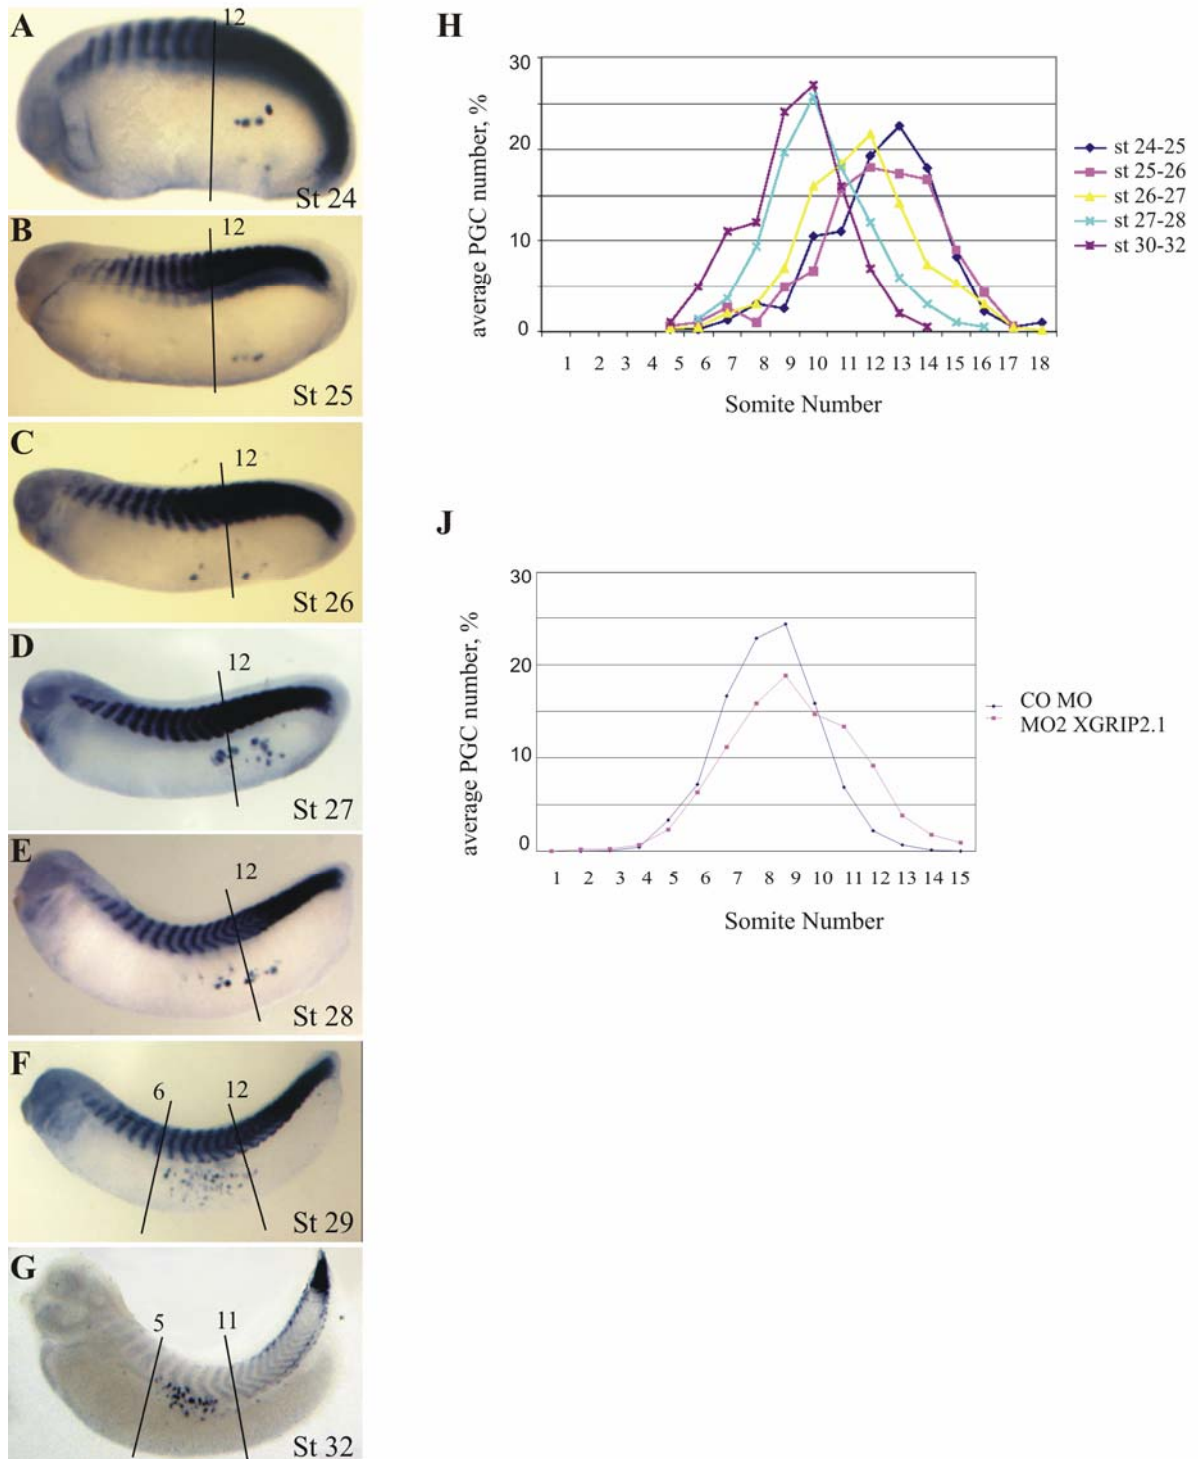 A
12
St 24
B
12
St 25
C
12
St 26
D
12
St 27
E
12
St 28
F
6 12
St 29
G
5 11
St 32
H
average PGC number, %
30
20
10
0
1 2 3 4 5 6 7 8 9 10 11 12 13 14 15 16 17 18
Somite Number
st 24-25
st 25-26
st 26-27
st 27-28
st 30-32
J
average PGC number, %
30
20
10
0
1 2 3 4 5 6 7 8 9 10 11 12 13 14 15
Somite Number
CO MO
MO2 XGRIP2.1